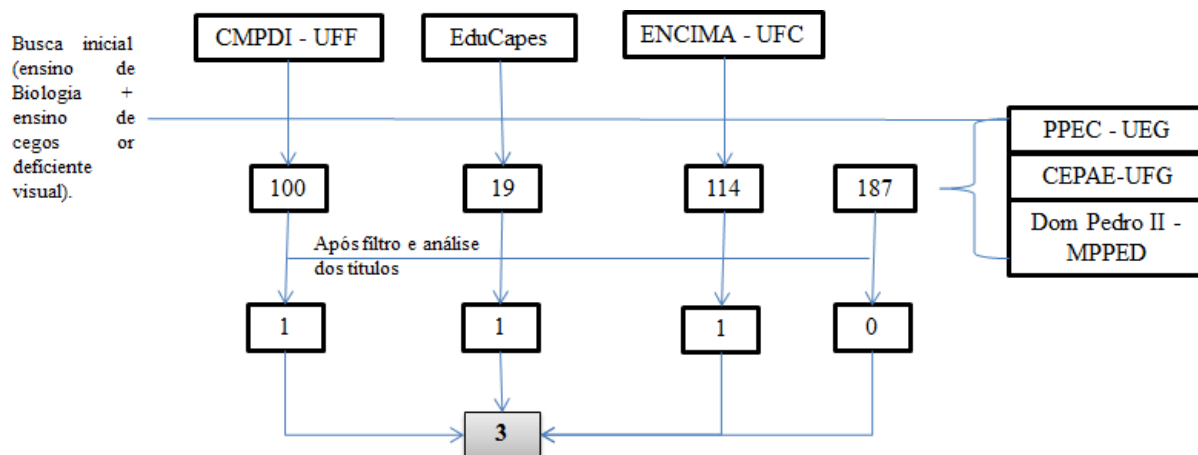 CMPDI - UFF
EduCapes
ENCIMA - UFC
Busca inicial
(ensino de
Biologia +
ensino de
cegos or
deficiente
visual).
PPEC - UEG
CEPAE-UFG
Dom Pedro II -
MPPED
100
19
114
187
Após filtro e análise
dos titulos
1
1
1
0
3